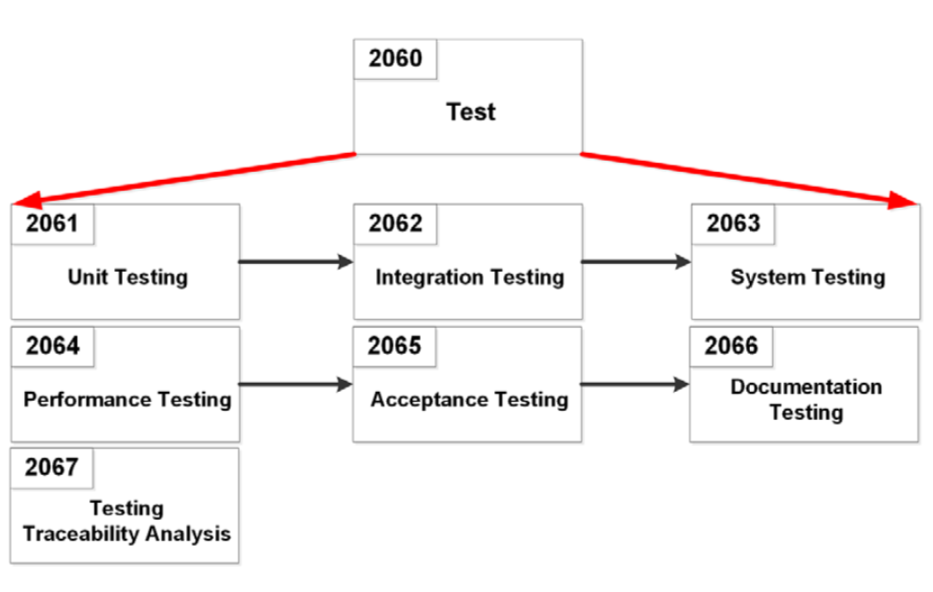 2060
Test
2061
Unit Testing
2062
Integration Testing
2063
System Testing
2064
Performance Testing
2065
Acceptance Testing
2066
Documentation
Testing
2067
Testing
Traceability Analysis